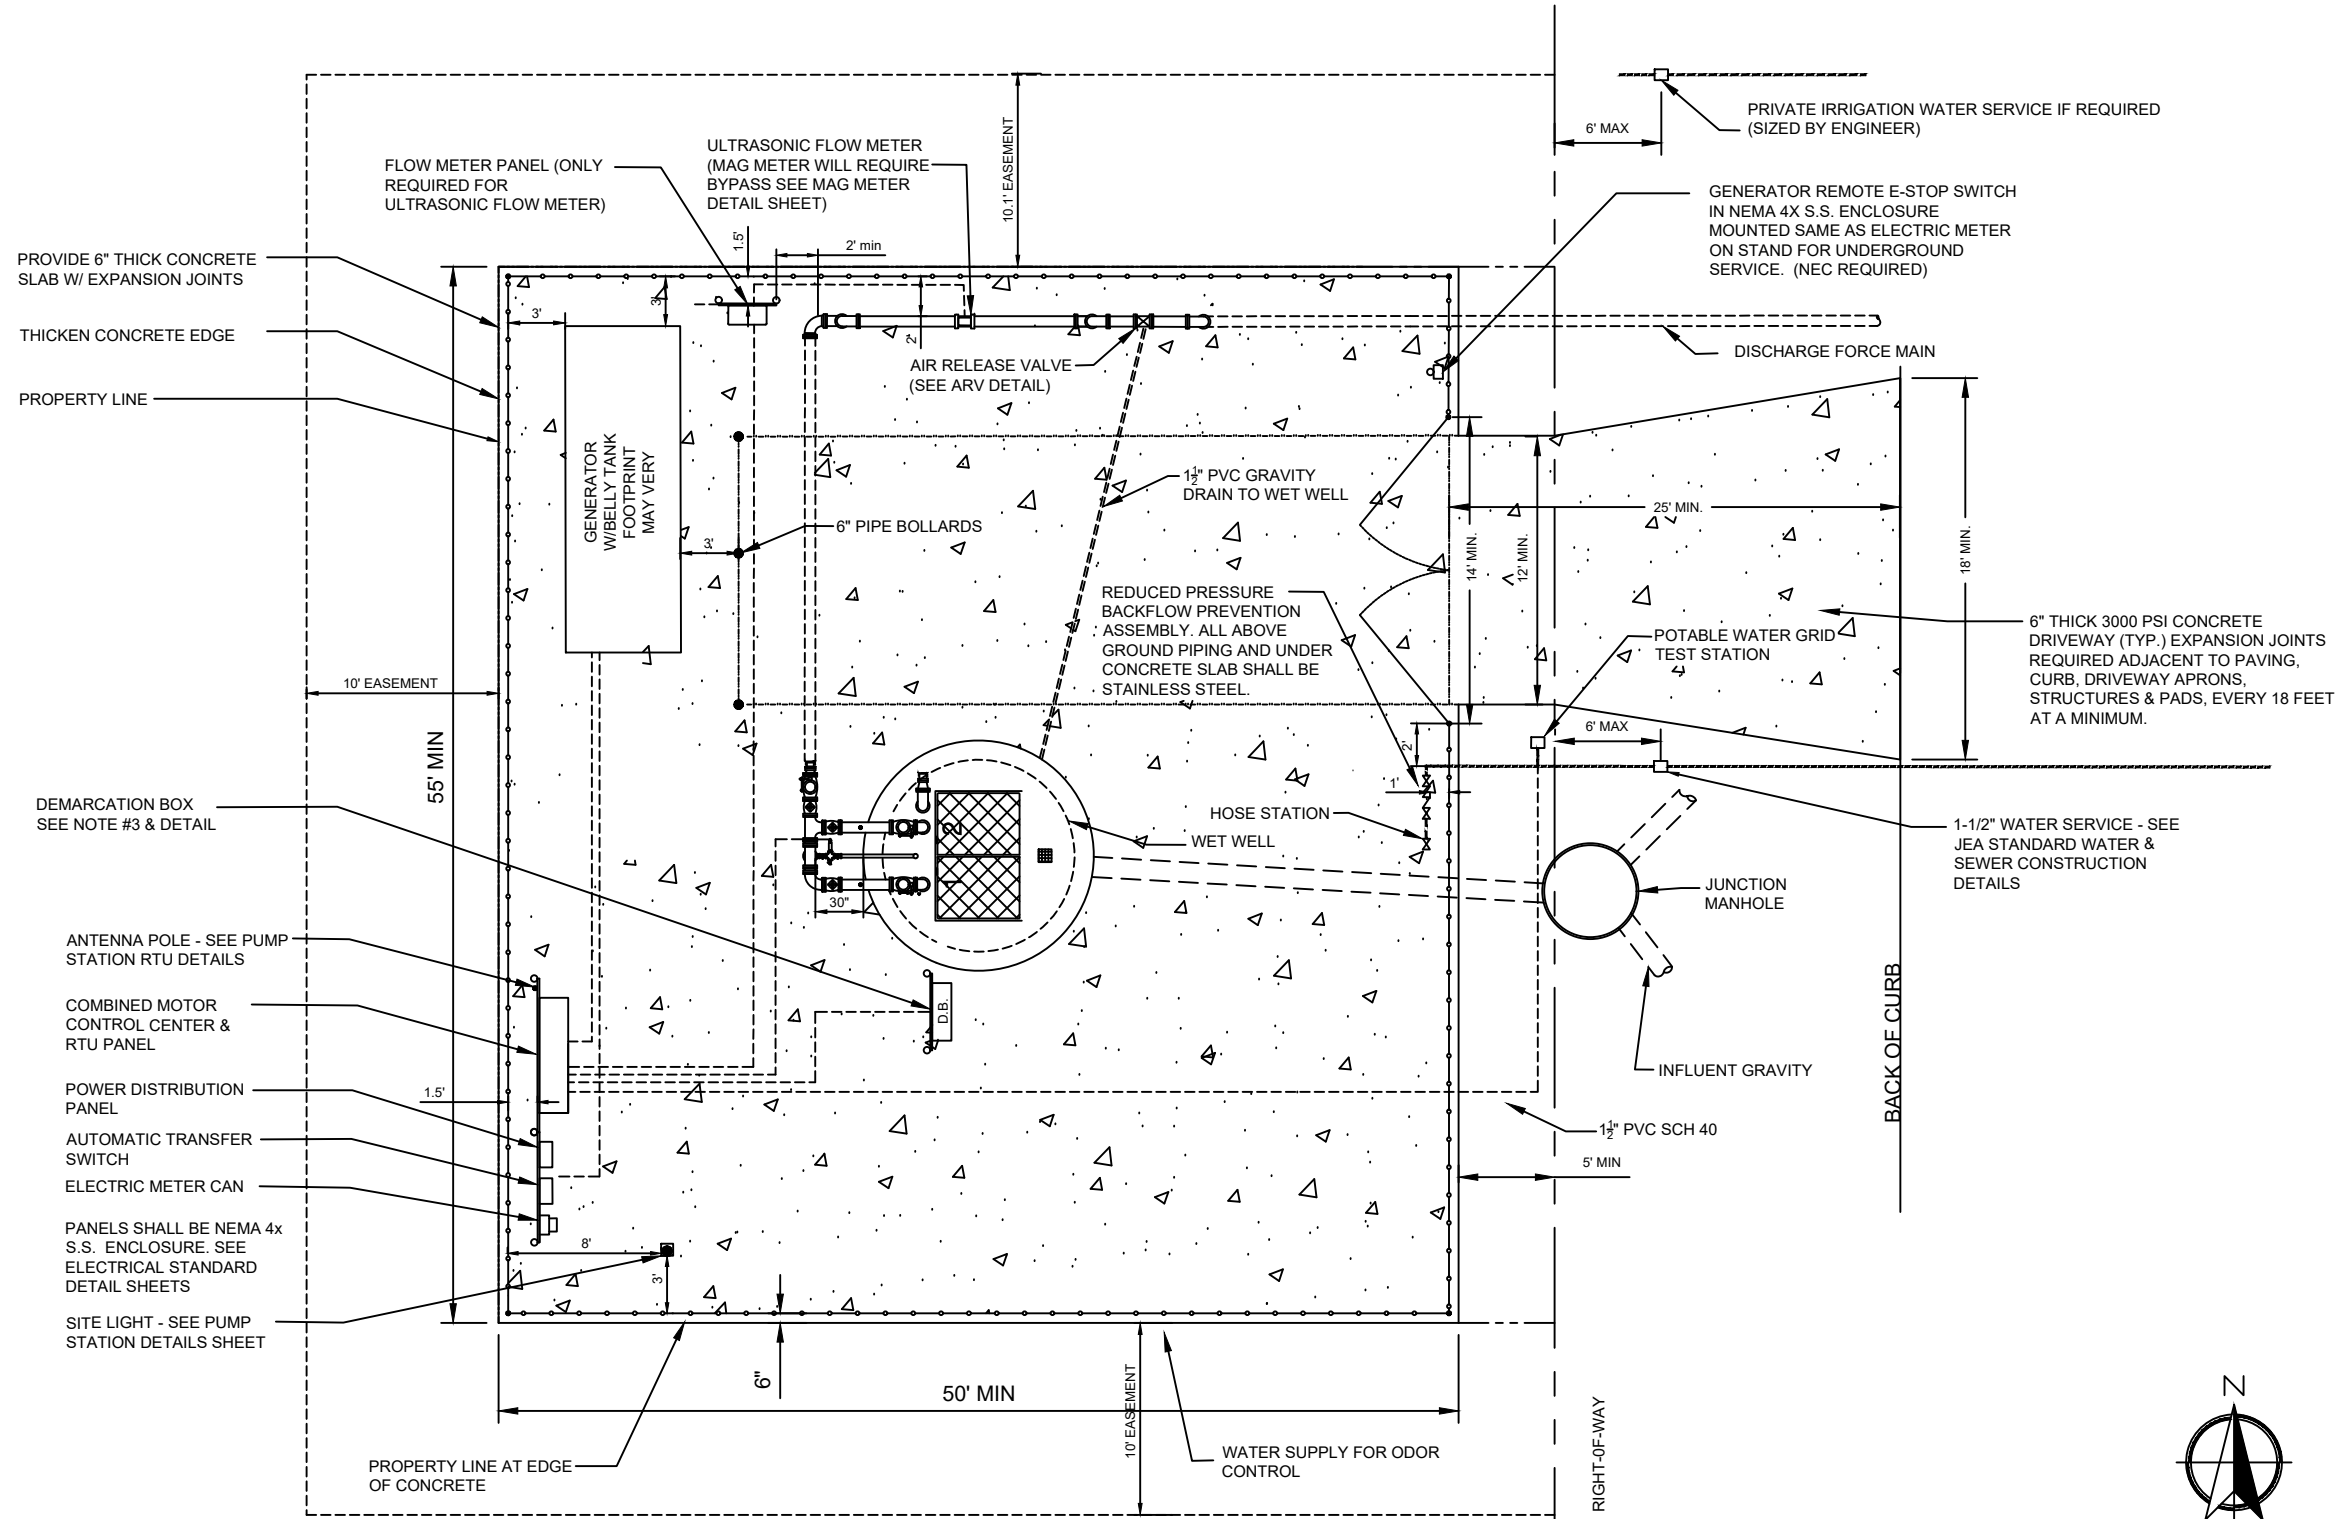 10.1' EASEMENT
PRIVATE IRRIGATION WATER SERVICE IF REQUIRED
(SIZED BY ENGINEER)
6' MAX
FLOW METER PANEL (ONLY
REQUIRED FOR
ULTRASONIC FLOW METER)
ULTRASONIC FLOW METER
(MAG METER WILL REQUIRE
BYPASS SEE MAG METER
DETAIL SHEET)
GENERATOR REMOTE E-STOP SWITCH
IN NEMA 4X S.S. ENCLOSURE
MOUNTED SAME AS ELECTRIC METER
ON STAND FOR UNDERGROUND
SERVICE.  (NEC REQUIRED)
1.5'
2' min
PROVIDE 6" THICK CONCRETE
SLAB W/ EXPANSION JOINTS
THICKEN CONCRETE EDGE
PROPERTY LINE
3'
3'
2'
AIR RELEASE VALVE
(SEE ARV DETAIL)
DISCHARGE FORCE MAIN
GENERATOR
W/BELLY TANK
FOOTPRINT
MAY VERY
3'
6" PIPE BOLLARDS
1½" PVC GRAVITY
DRAIN TO WET WELL
14' MIN.
12' MIN.
25' MIN.
18' MIN.
REDUCED PRESSURE
BACKFLOW PREVENTION
ASSEMBLY. ALL ABOVE
GROUND PIPING AND UNDER
CONCRETE SLAB SHALL BE
STAINLESS STEEL.
POTABLE WATER GRID
TEST STATION
6" THICK 3000 PSI CONCRETE
DRIVEWAY (TYP.) EXPANSION JOINTS
REQUIRED ADJACENT TO PAVING,
CURB, DRIVEWAY APRONS,
STRUCTURES & PADS, EVERY 18 FEET
AT A MINIMUM.
10' EASEMENT
55' MIN
6' MAX
2'
1'
DEMARCATION BOX
SEE NOTE #3 & DETAIL
HOSE STATION
WET WELL
2
1
30"
1-1/2" WATER SERVICE - SEE
JEA STANDARD WATER &
SEWER CONSTRUCTION
DETAILS
JUNCTION
MANHOLE
ANTENNA POLE - SEE PUMP
STATION RTU DETAILS
COMBINED MOTOR
CONTROL CENTER &
RTU PANEL
D.B.
INFLUENT GRAVITY
BACK OF CURB
POWER DISTRIBUTION
PANEL
1.5'
AUTOMATIC TRANSFER
SWITCH
1½" PVC SCH 40
5' MIN
ELECTRIC METER CAN
PANELS SHALL BE NEMA 4x
S.S.  ENCLOSURE. SEE
ELECTRICAL STANDARD
DETAIL SHEETS
8'
3'
SITE LIGHT - SEE PUMP
STATION DETAILS SHEET
6"
50' MIN
10' EASEMENT
PROPERTY LINE AT EDGE
OF CONCRETE
WATER SUPPLY FOR ODOR
CONTROL
RIGHT-0F-WAY
N